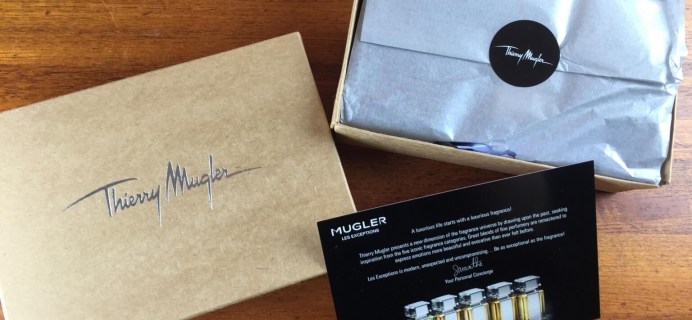 Thierry Mugler
Thierry Mugler
MUGLER
LES EXCEPTIONS
A luxurious life starts with a luxurious fragrance!
Thierry Mugler presents a new dimension of the fragrance universe by drawing upon the past, seeking
inspiration from the five iconic fragrance categories. Great blends of fine perfumery are reinvented to
express emotions more beautiful and evocative than ever felt before.
Les Exceptions is modern, unexpected and uncompromising. Be as exceptional as the fragrance!
Samantha
Your Personal Concierge